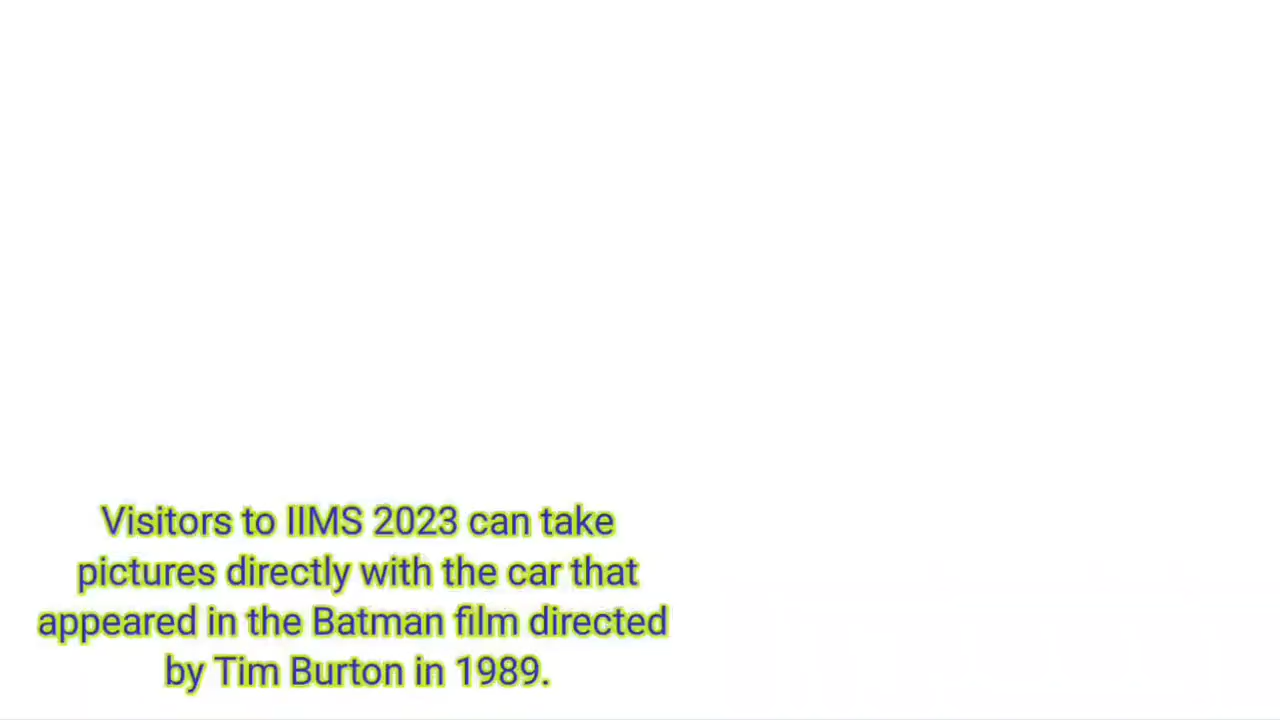 Visitors to IIMS 2023 can take
pictures directly with the car that
appeared in the Batman film directed
by Tim Burton in 1989.